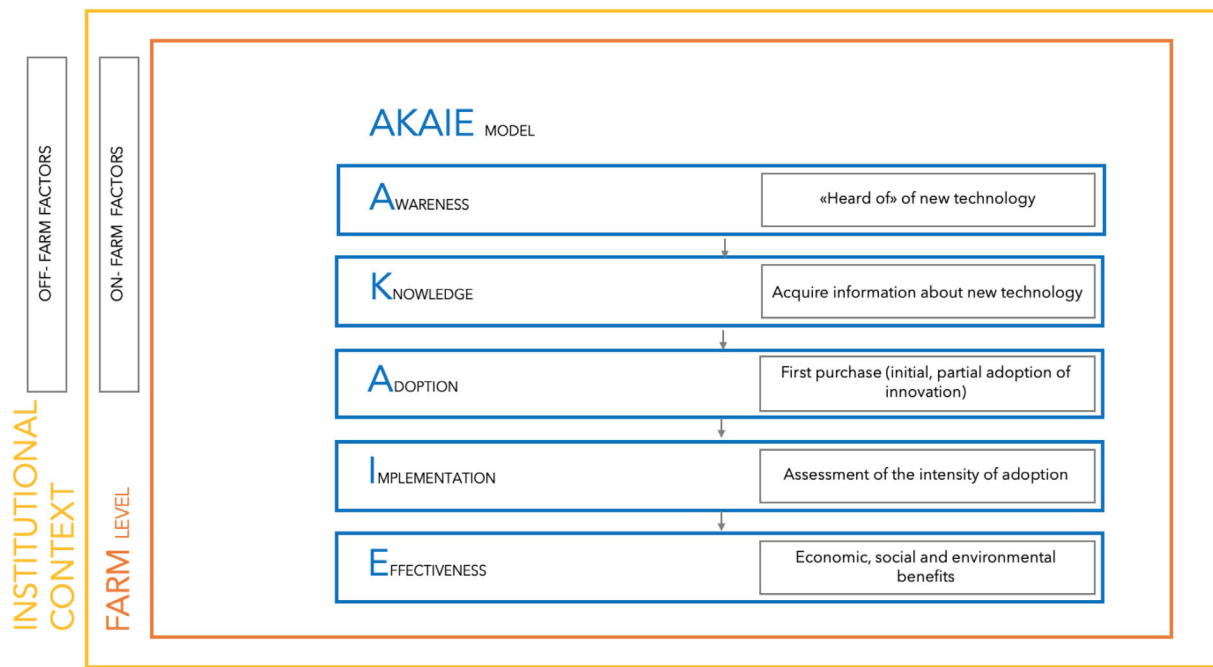 OFF- FARM FACTORS
INSTITUTIONAL
CONTEXT
ON- FARM FACTORS
FARM LEVEL
AKAIE MODEL
AWARENESS
«Heard of» of new technology
KNOWLEDGE
Acquire information about new technology
ADOPTION
First purchase (initial, partial adoption of
innovation)
IMPLEMENTATION
Assessment of the intensity of adoption
EFFECTIVENESS
Economic, social and environmental
benefits